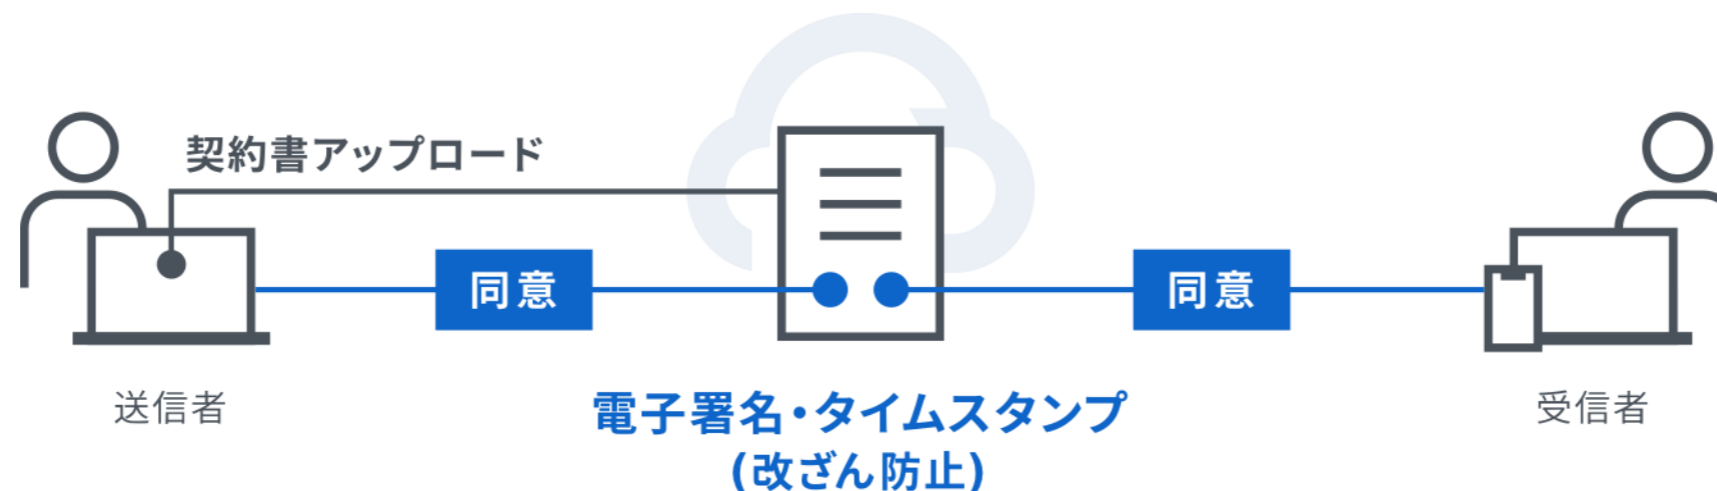 契約書アップロード
同意
同意
送信者
電子署名・タイムスタンプ
(改ざん防止)
受信者